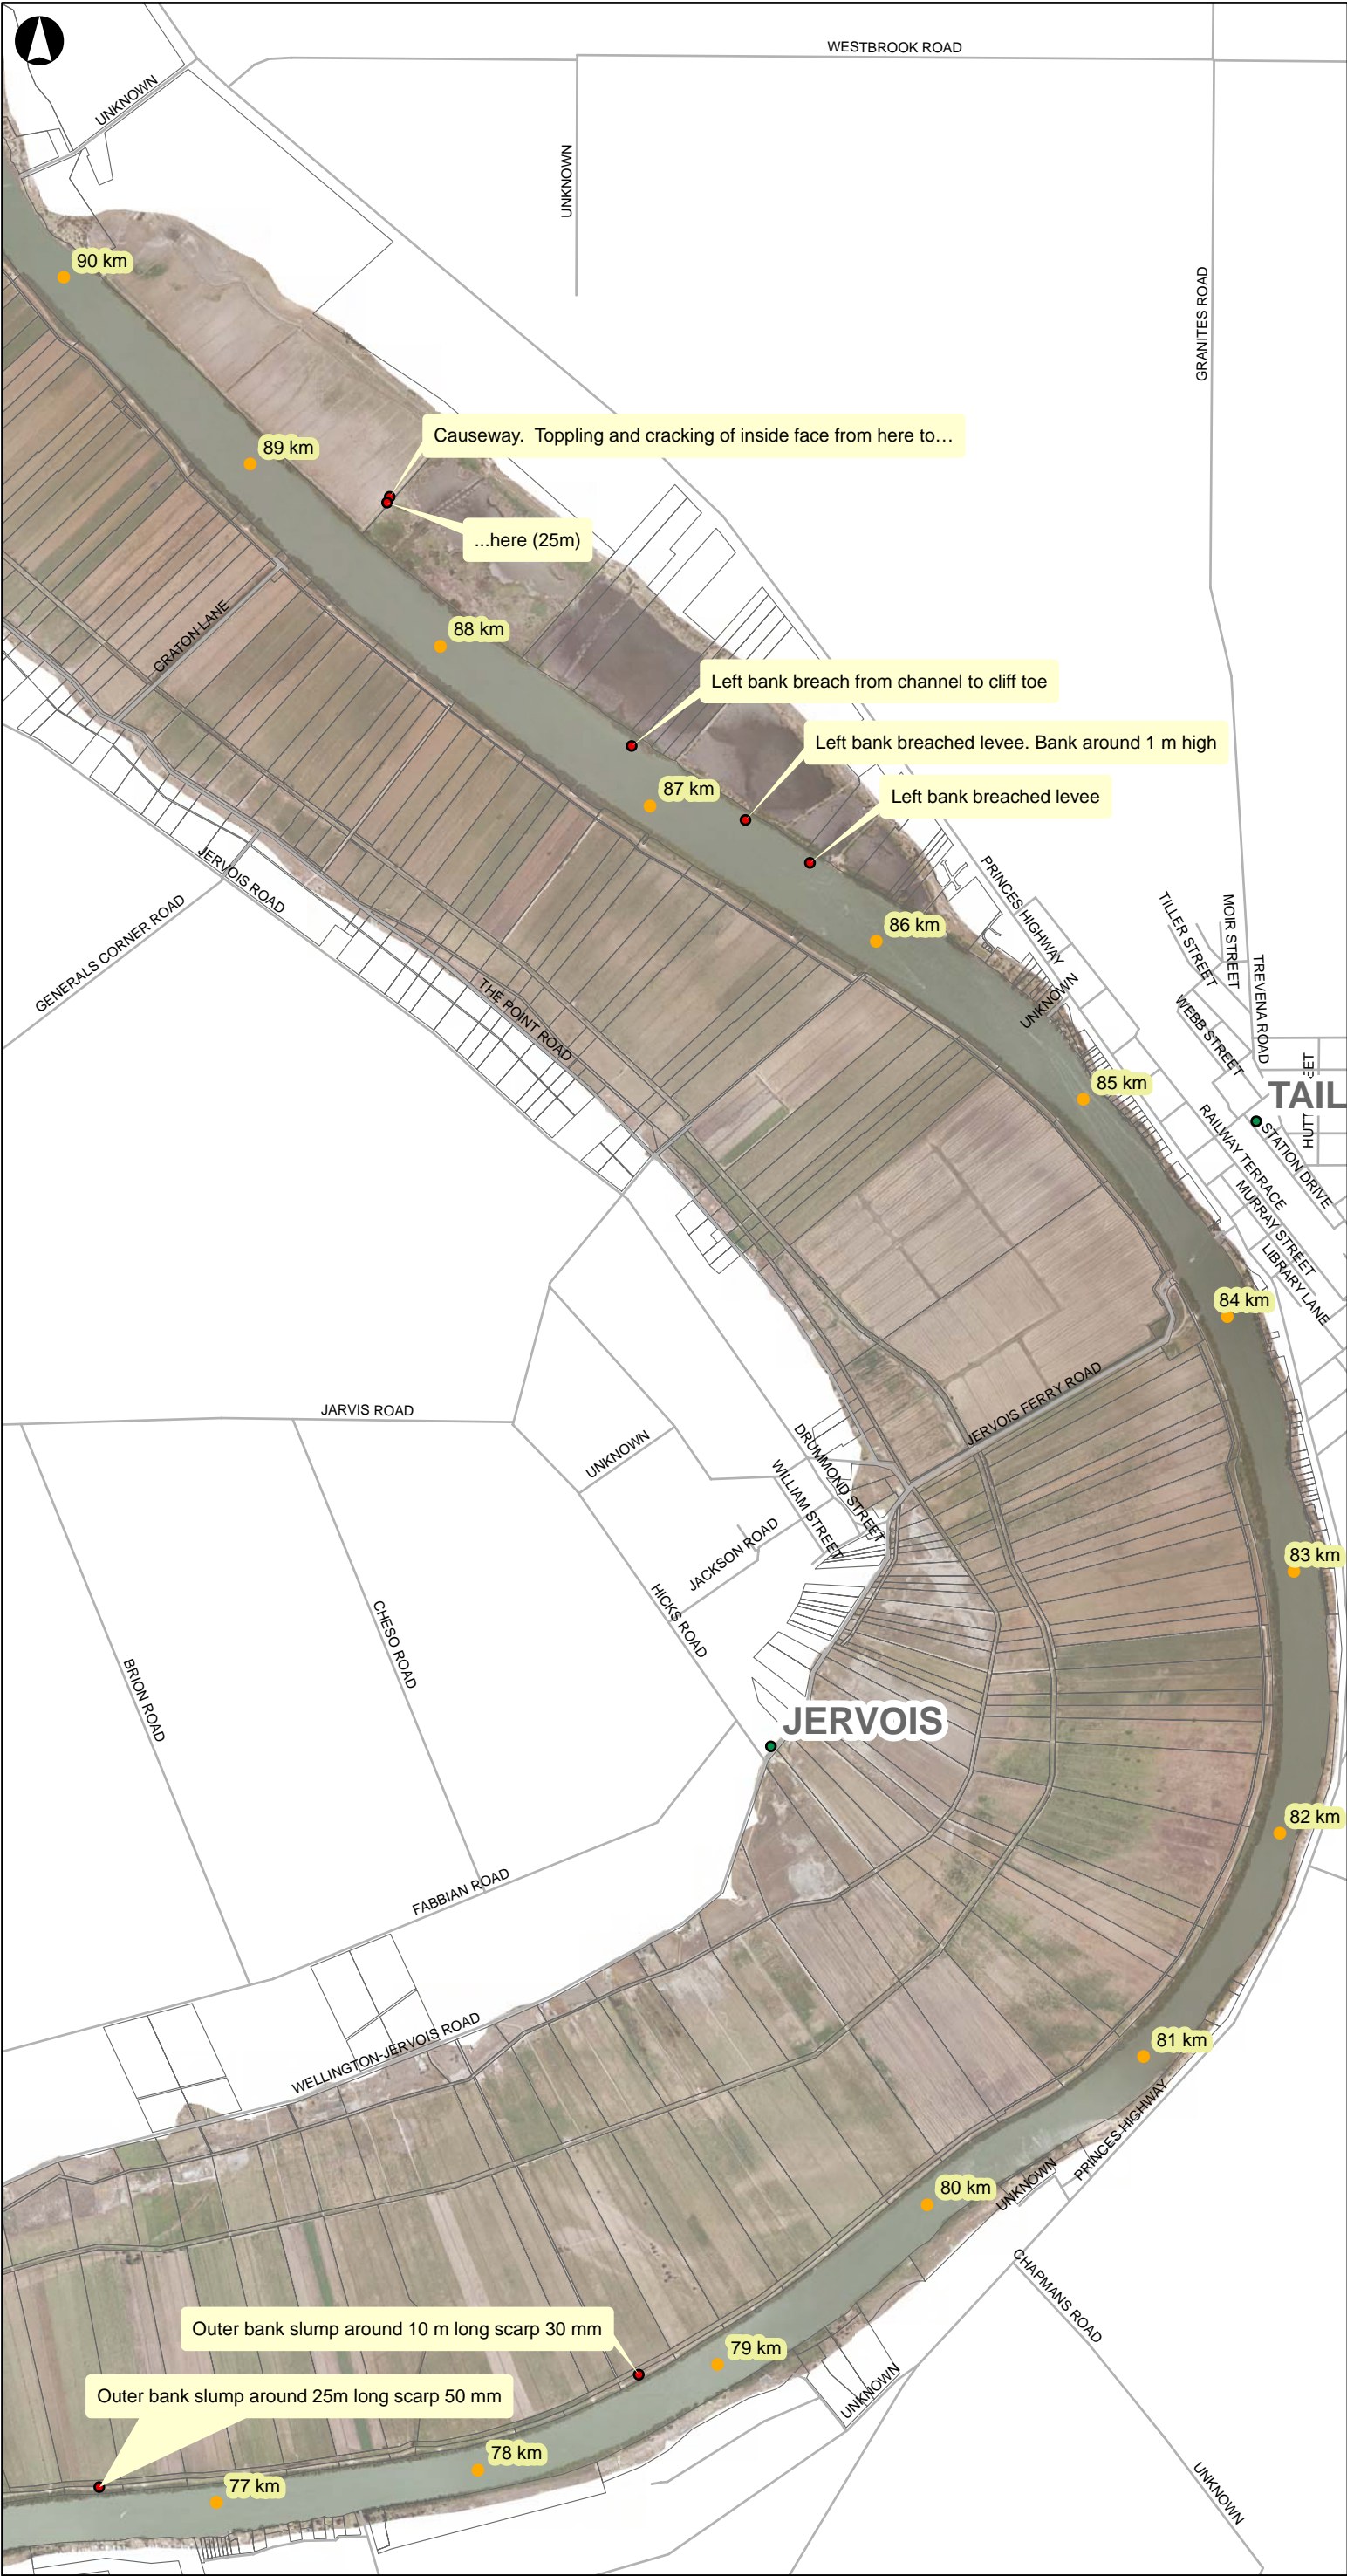 WESTBROOK ROAD
UNKNOWN
UNKNOWN
90 km
GRANITES ROAD
Causeway.  Toppling and cracking of inside face from here to…
89 km
...here (25m)
CRATON LANE
88 km
Left bank breach from channel to cliff toe
Left bank breached levee. Bank around 1 m high
87 km
Left bank breached levee
JERVOIS ROAD
PRINCES HIGHWAY
GENERALS CORNER ROAD
86 km
TILLER STREET
MOIR STREET
TREVENA ROAD
THE POINT ROAD
UNKNOWN
WEBB STREET
85 km
TAIL
HUTT
EET
STATION DRIVE
RAILWAY TERRACE
MURRAY STREET
LIBRARY LANE
84 km
JERVOIS FERRY ROAD
JARVIS ROAD
UNKNOWN
DRUMMOND STREET
WILLIAM STREET
JACKSON ROAD
83 km
HICKS ROAD
CHESO ROAD
BRION ROAD
JERVOIS
82 km
FABBIAN ROAD
WELLINGTON-JERVOIS ROAD
81 km
PRINCES HIGHWAY
UNKNOWN
80 km
CHAPMANS ROAD
Outer bank slump around 10 m long scarp 30 mm
79 km
UNKNOWN
Outer bank slump around 25m long scarp 50 mm
78 km
77 km
UNKNOWN